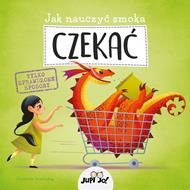 Jak nauczyć smoka
CZEKAĆ
TYLKO
SPRAWDZONE
SPOSOBY
JUPI JO!